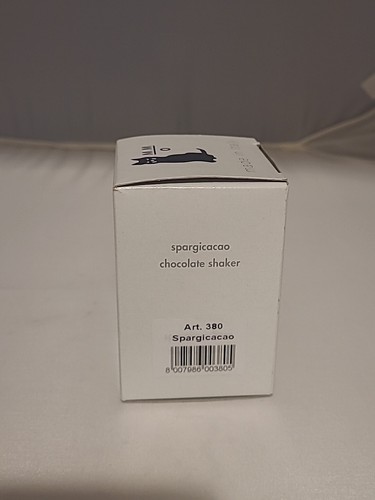 spargicacao
chocolate shaker
Art. 380
Spargicacao
8 007986 003805